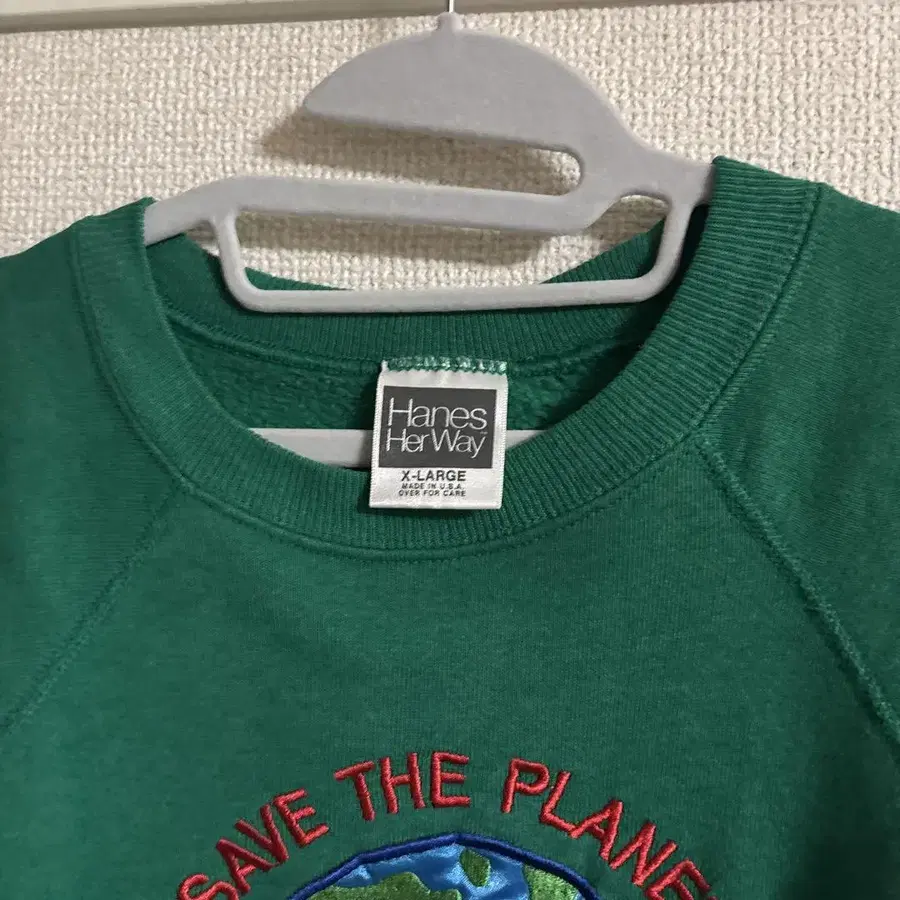 Hanes
Her Way
X-LARGE
MADE IN U.S.A.
OVER FOR CARE
SAVE THE PLANE